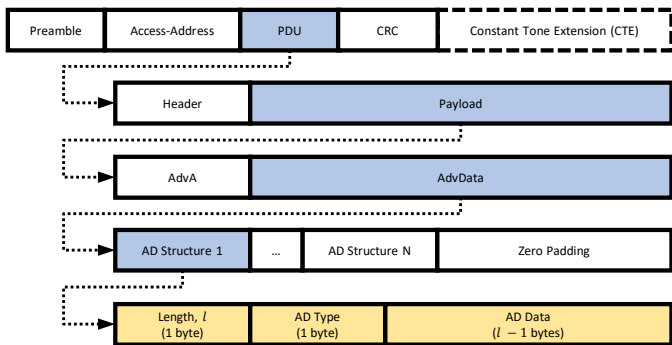 Preamble Access-Address PDU CRC Constant Tone Extension (CTE)
Header Payload
AdvA AdvData
AD Structure 1 ... AD Structure N Zero Padding
Length, l AD Type AD Data
(1 byte) (1 byte) (l − 1 bytes)